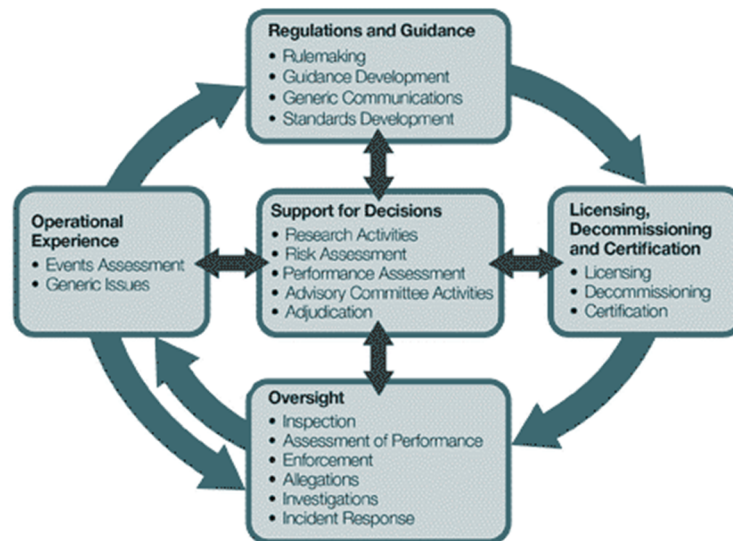 Regulations and Guidance
• Rulemaking
• Guidance Development
• Generic Communications
• Standards Development
Operational
Experience
• Events Assessment
• Generic Issues
Support for Decisions
• Research Activities
• Risk Assessment
• Performance Assessment
• Advisory Committee Activities
• Adjudication
Licensing,
Decommissioning
and Certification
• Licensing
• Decommissioning
• Certification
Oversight
• Inspection
• Assessment of Performance
• Enforcement
• Allegations
• Investigations
• Incident Response